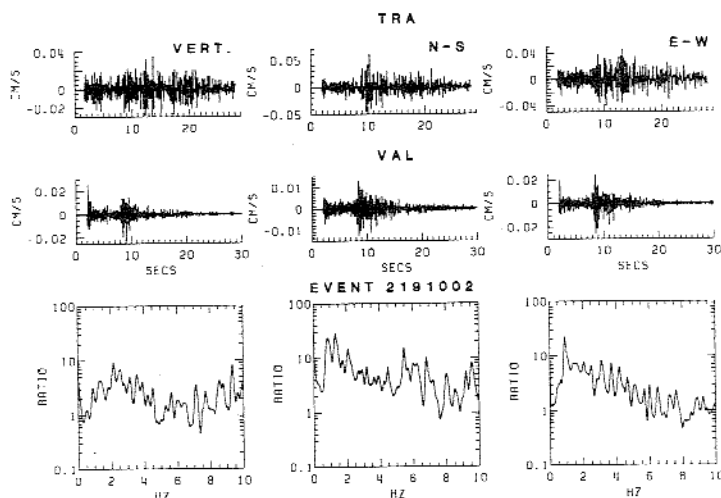 TRA
VERT.
N-S
E-W
0.04
0.02
0
-0.02
CM/S
0 10 20 30
0.05
0
-0.05
CM/S
0 10 20 30
0.04
0
-0.04
CM/S
0 10 20 30
VAL
0.02
0
-0.02
CM/S
0 10 20 30
SECS
0.01
0
-0.01
CM/S
0 10 20 30
SECS
0.02
0
-0.02
CM/S
0 10 20 30
SECS
EVENT 2191002
100
10
1
0.1
RATIO
0 2 4 6 8 10
HZ
100
10
1
0.1
RATIO
0 2 4 6 8 10
HZ
100
10
1
0.1
RATIO
0 2 4 6 8 10
HZ